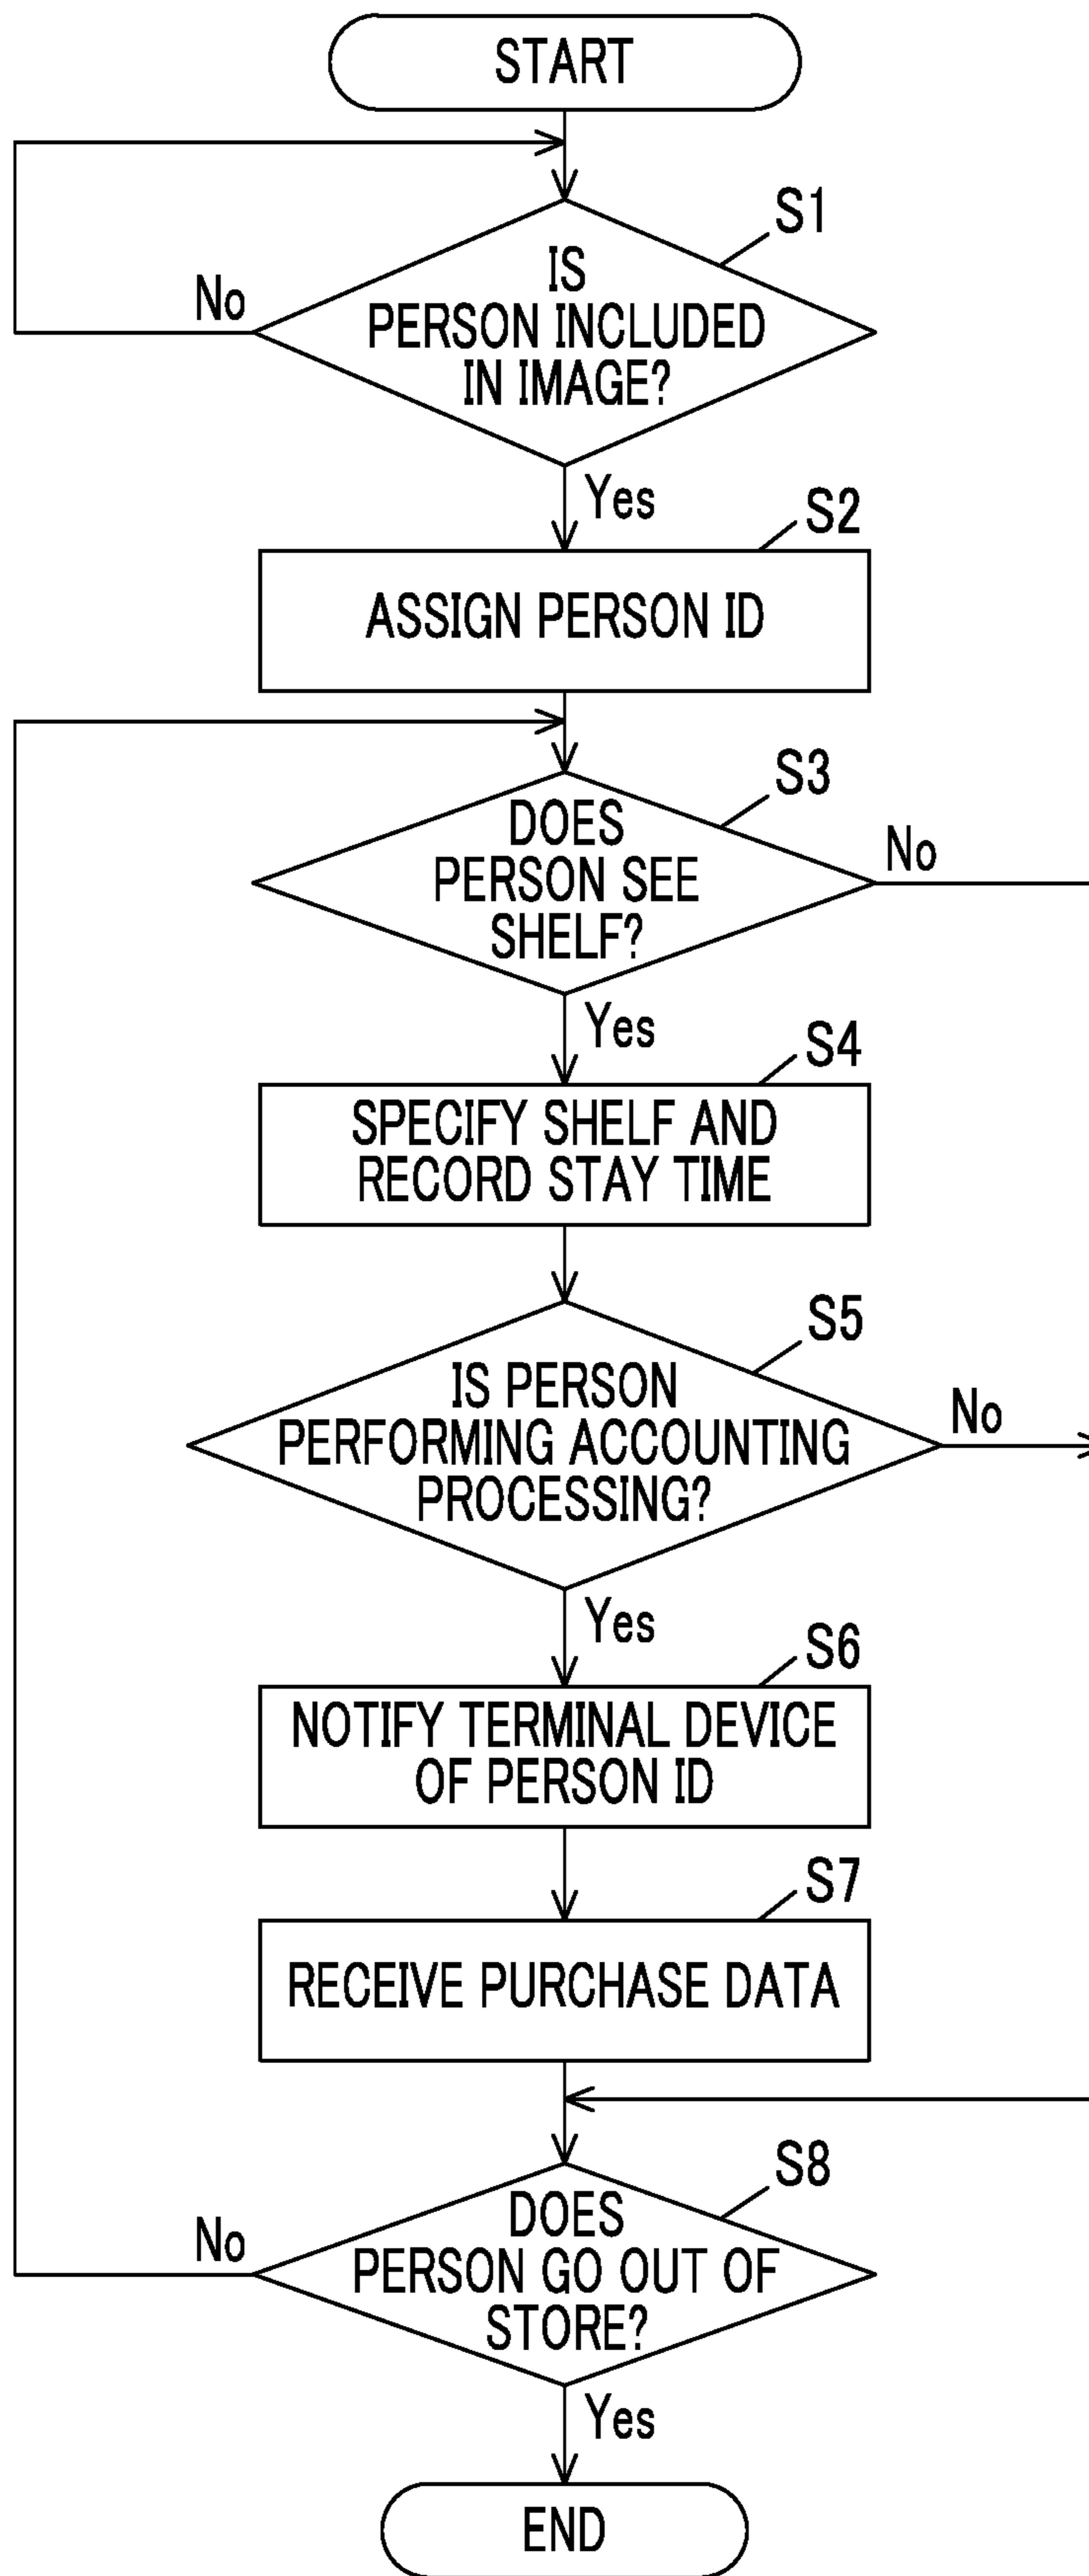 START
S1
IS
PERSON INCLUDED
IN IMAGE?
No
Yes
S2
ASSIGN PERSON ID
S3
DOES
PERSON SEE
SHELF?
No
Yes
S4
SPECIFY SHELF AND
RECORD STAY TIME
S5
IS PERSON
PERFORMING ACCOUNTING
PROCESSING?
No
Yes
S6
NOTIFY TERMINAL DEVICE
OF PERSON ID
S7
RECEIVE PURCHASE DATA
S8
DOES
PERSON GO OUT OF
STORE?
No
Yes
END